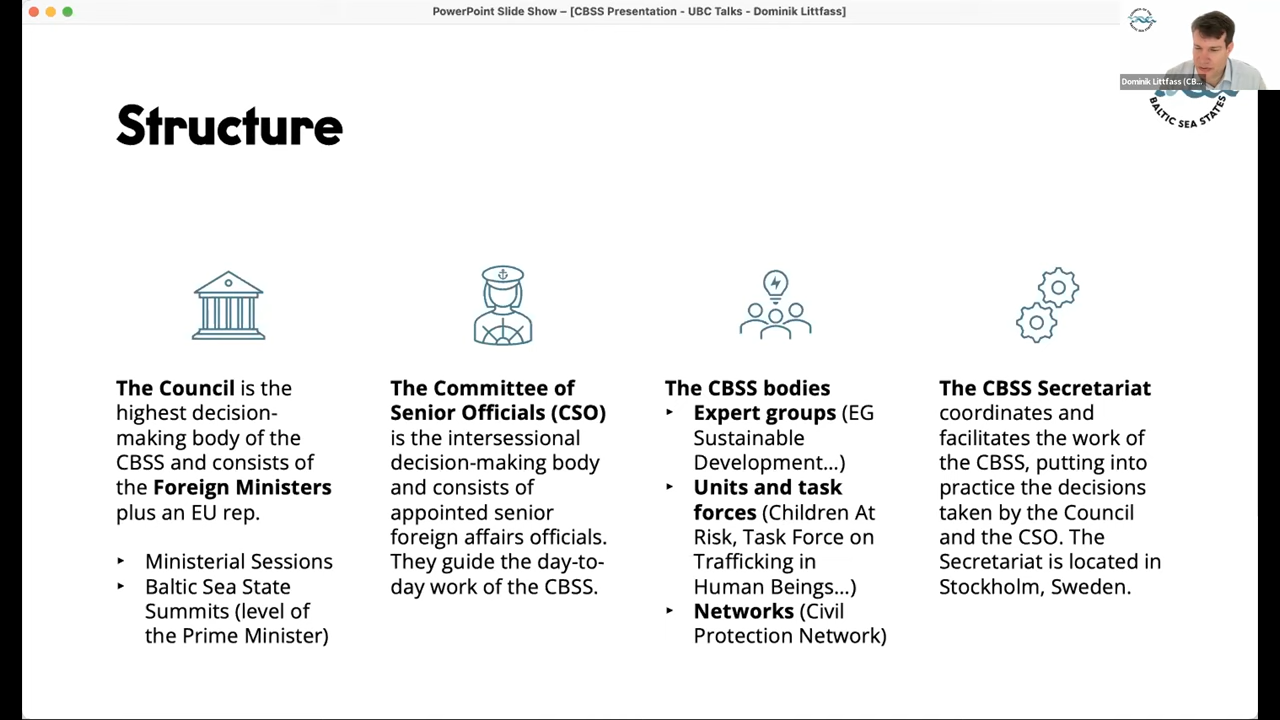 PowerPoint Slide Show – [CBSS Presentation - UBC Talks - Dominik Littfass]
Dominik Littfass (CB...
BALTIC SEA STATES
Structure
The Council is the
highest decision-
making body of the
CBSS and consists of
the Foreign Ministers
plus an EU rep.
‣ Ministerial Sessions
‣ Baltic Sea State
Summits (level of
the Prime Minister)
The Committee of
Senior Officials (CSO)
is the intersessional
decision-making body
and consists of
appointed senior
foreign affairs officials.
They guide the day-to-
day work of the CBSS.
The CBSS bodies
‣ Expert groups (EG
Sustainable
Development...)
‣ Units and task
forces (Children At
Risk, Task Force on
Trafficking in
Human Beings...)
‣ Networks (Civil
Protection Network)
The CBSS Secretariat
coordinates and
facilitates the work of
the CBSS, putting into
practice the decisions
taken by the Council
and the CSO. The
Secretariat is located in
Stockholm, Sweden.